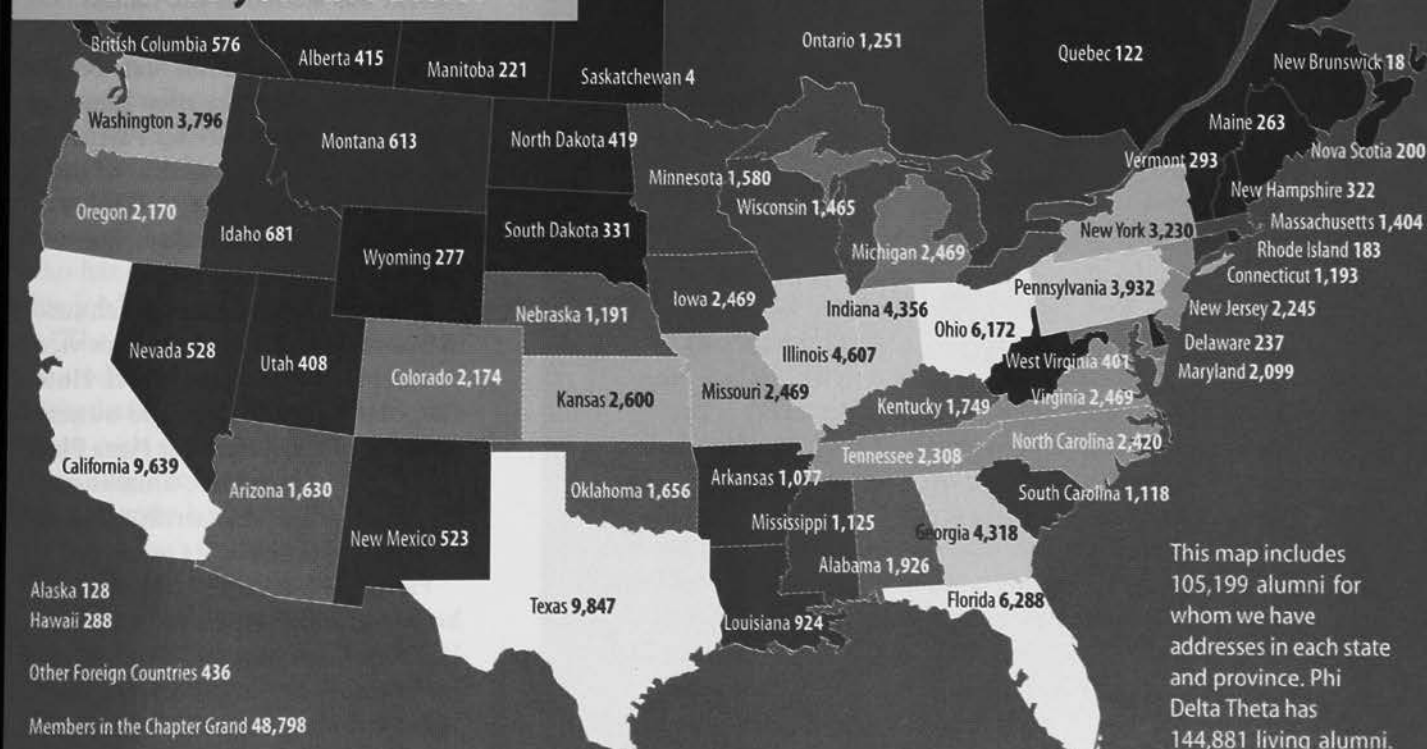 British Columbia 576
Alberta 415
Manitoba 221
Saskatchewan 4
Ontario 1,251
Quebec 122
New Brunswick 18
Washington 3,796
Montana 613
North Dakota 419
Minnesota 1,580
Maine 263
Vermont 293
Nova Scotia 200
New Hampshire 322
Oregon 2,170
Idaho 681
Wyoming 277
South Dakota 331
Wisconsin 1,465
Michigan 2,469
New York 3,230
Massachusetts 1,404
Rhode Island 183
Connecticut 1,193
Nebraska 1,191
Iowa 2,469
Indiana 4,356
Ohio 6,172
Pennsylvania 3,932
New Jersey 2,245
Nevada 528
Utah 408
Colorado 2,174
Kansas 2,600
Missouri 2,469
Illinois 4,607
West Virginia 401
Delaware 237
Maryland 2,099
Kentucky 1,749
Virginia 2,469
California 9,639
Arizona 1,630
New Mexico 523
Oklahoma 1,656
Arkansas 1,077
Tennessee 2,308
North Carolina 2,420
South Carolina 1,118
Mississippi 1,125
Alabama 1,926
Georgia 4,318
Texas 9,847
Louisiana 924
Florida 6,288
Alaska 128
Hawaii 288
Other Foreign Countries 436
Members in the Chapter Grand 48,798
This map includes
105,199 alumni for
whom we have
addresses in each state
and province. Phi
Delta Theta has
144,881 living alumni.